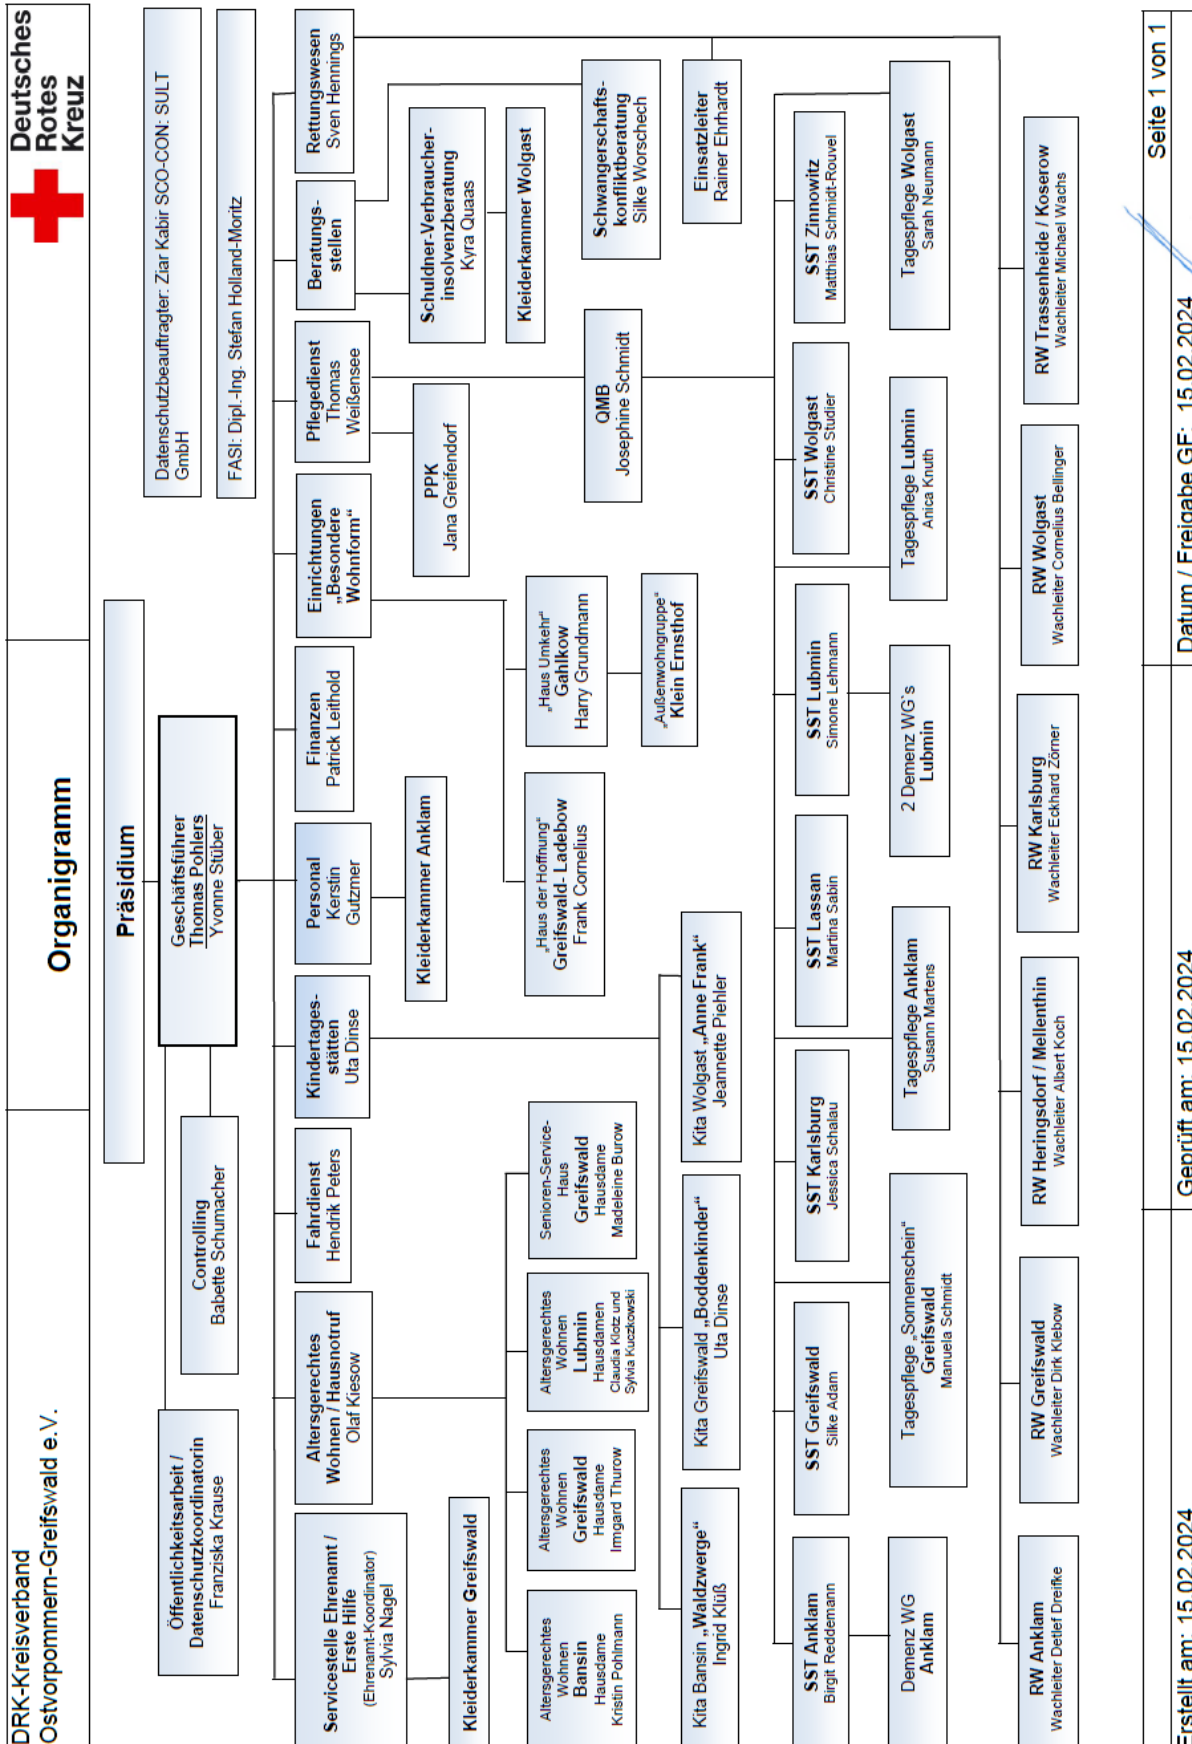 DRK-Kreisverband
Ostvorpommern-Greifswald e.V.
Organigramm
Deutsches
Rotes
Kreuz
Präsidium
Datenschutzbeauftragter: Ziar Kabir SCO-CON: SULT
GmbH
FASI: Dipl.-Ing. Stefan Holland-Moritz
Geschäftsführer
Thomas Pohlers
Yvonne Stüber
Öffentlichkeitsarbeit /
Datenschutzkoordinatorin
Franziska Krause
Controlling
Babette Schumacher
Servicestelle Ehrenamt /
Erste Hilfe
(Ehrenamt-Koordinator)
Sylvia Nagel
Altersgerechtes
Wohnen / Hausnotruf
Olaf Kiesow
Fahrdienst
Hendrik Peters
Kindertages-
stätten
Uta Dinse
Personal
Kerstin
Gutzmer
Finanzen
Patrick Leithold
Einrichtungen
„Besondere
Wohnform“
Pflegedienst
Thomas
Weißensee
Beratungs-
stellen
Rettungswesen
Sven Hennings
Kleiderkammer Greifswald
Kleiderkammer Anklam
PPK
Jana Greifendorf
Schuldner-Verbraucher-
insolvenzberatung
Kyra Quaas
Kleiderkammer Wolgast
Altersgerechtes
Wohnen
Bansin
Hausdame
Kristin Pohlmann
Altersgerechtes
Wohnen
Greifswald
Hausdame
Irmgard Thurow
Altersgerechtes
Wohnen
Lubmin
Hausdamen
Claudia Klotz und
Sylvia Kuczkowski
Senioren-Service-
Haus
Greifswald
Hausdame
Madeleine Burow
„Haus der Hoffnung“
Greifswald- Ladebow
Frank Cornelius
„Haus Umkehr“
Gahlkow
Harry Grundmann
„Außenwohngruppe“
Klein Ernsthof
QMB
Josephine Schmidt
Schwangerschafts-
konfliktberatung
Silke Worschech
Kita Bansin „Waldzwerge“
Ingrid Klüß
Kita Greifswald „Boddenkinder“
Uta Dinse
Kita Wolgast „Anne Frank“
Jeannette Piehler
Einsatzleiter
Rainer Ehrhardt
SST Anklam
Birgit Reddemann
SST Greifswald
Silke Adam
SST Karlsburg
Jessica Schalau
SST Lassan
Martina Sabin
SST Lubmin
Simone Lehmann
SST Wolgast
Christine Studier
SST Zinnowitz
Matthias Schmidt-Rouvel
Demenz WG
Anklam
Tagespflege „Sonnenschein“
Greifswald
Manuela Schmidt
Tagespflege Anklam
Susann Martens
2 Demenz WG`s
Lubmin
Tagespflege Lubmin
Anica Knuth
Tagespflege Wolgast
Sarah Neumann
RW Anklam
Wachleiter Detlef Dreifke
RW Greifswald
Wachleiter Dirk Klebow
RW Heringsdorf / Mellenthin
Wachleiter Albert Koch
RW Karlsburg
Wachleiter Eckhard Zörner
RW Wolgast
Wachleiter Cornelius Bellinger
RW Trassenheide / Koserow
Wachleiter Michael Wachs
Seite 1 von 1
Erstellt am: 15.02.2024
Geprüft am: 15.02.2024
Datum / Freigabe GF: 15.02.2024